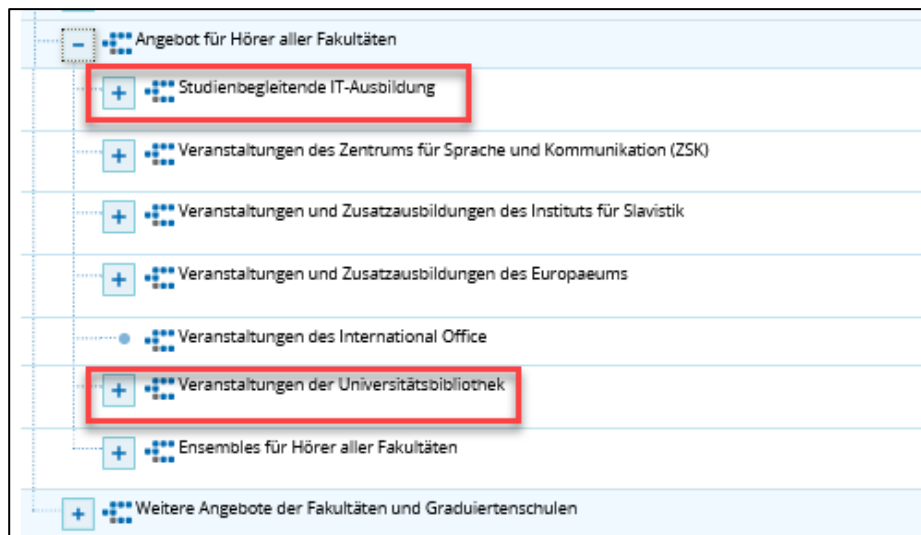 Angebot für Hörer aller Fakultäten
Studienbegleitende IT-Ausbildung
Veranstaltungen des Zentrums für Sprache und Kommunikation (ZSK)
Veranstaltungen und Zusatzausbildungen des Instituts für Slavistik
Veranstaltungen und Zusatzausbildungen des Europaeums
Veranstaltungen des International Office
Veranstaltungen der Universitätsbibliothek
Ensembles für Hörer aller Fakultäten
Weitere Angebote der Fakultäten und Graduiertenschulen